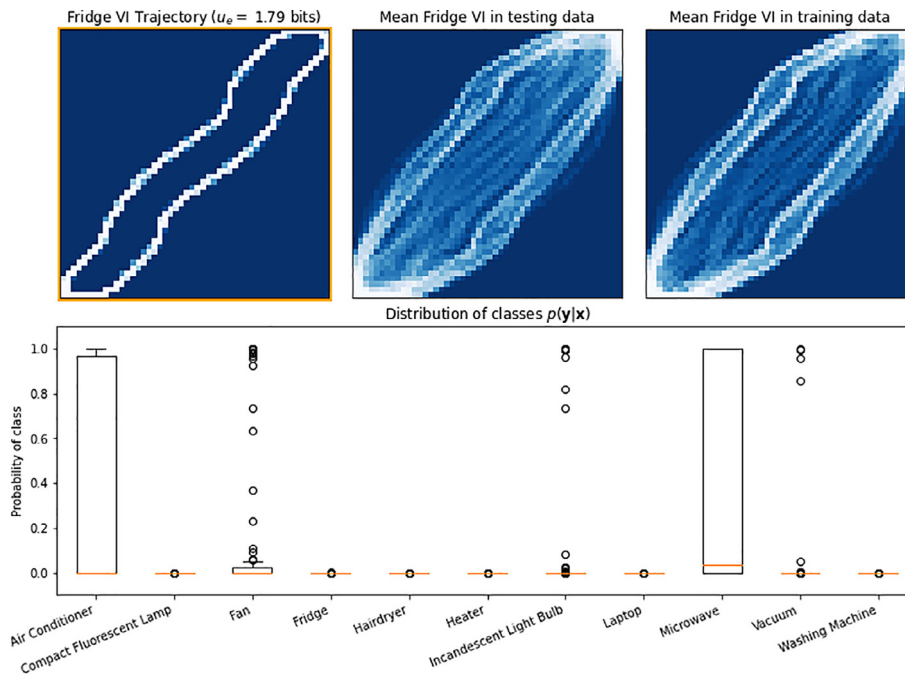 Fridge VI Trajectory (u_e = 1.79 bits)
Mean Fridge VI in testing data
Mean Fridge VI in training data
Distribution of classes p(y|x)
Probability of class
1.0
0.8
0.6
0.4
0.2
0.0
Air Conditioner
Compact Fluorescent Lamp
Fan
Fridge
Hairdryer
Heater
Incandescent Light Bulb
Laptop
Microwave
Vacuum
Washing Machine